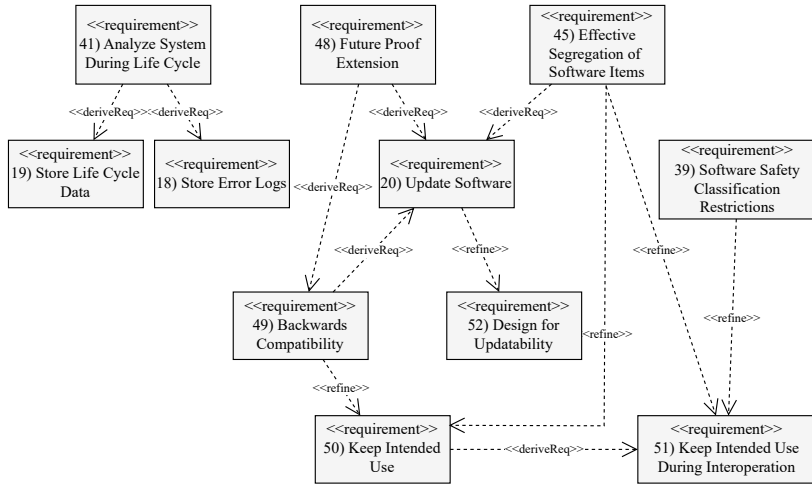 <<requirement>>
41) Analyze System
During Life Cycle
<<requirement>>
48) Future Proof
Extension
<<requirement>>
45) Effective
Segregation of
Software Items
<<deriveReq>>
<<deriveReq>>
<<deriveReq>>
<<deriveReq>>
<<requirement>>
19) Store Life Cycle
Data
<<requirement>>
18) Store Error Logs
<<requirement>>
20) Update Software
<<requirement>>
39) Software Safety
Classification
Restrictions
<<deriveReq>>
<<deriveReq>>
<<refine>>
<<refine>>
<<requirement>>
49) Backwards
Compatibility
<<requirement>>
52) Design for
Updatability
<<refine>>
<<refine>>
<<refine>>
<<requirement>>
50) Keep Intended
Use
<<deriveReq>>
<<requirement>>
51) Keep Intended Use
During Interoperation